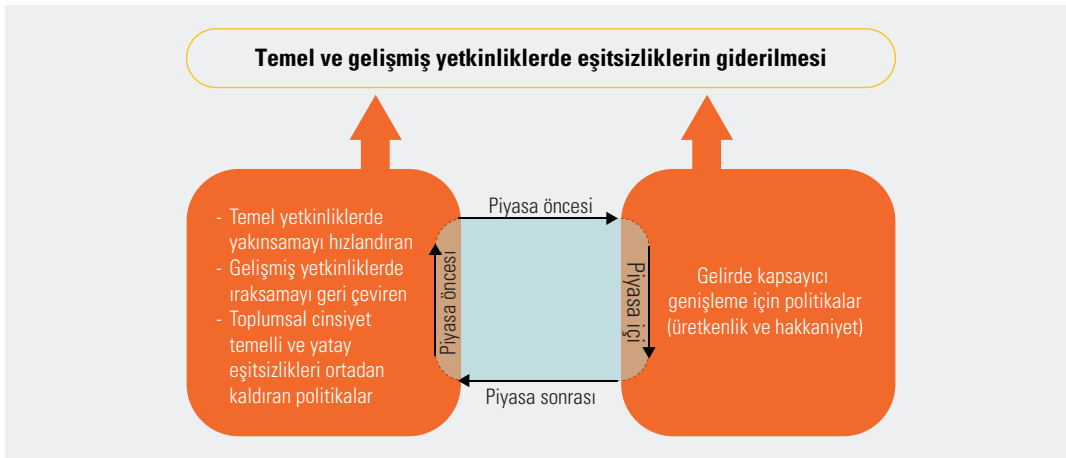 Temel ve gelişmiş yetkinliklerde eşitsizliklerin giderilmesi
- Temel yetkinliklerde
yakınsamayı hızlandıran
- Gelişmiş yetkinliklerde
ıraksamayı geri çeviren
- Toplumsal cinsiyet
temelli ve yatay
eşitsizlikleri ortadan
kaldıran politikalar
Piyasa öncesi
Piyasa öncesi
Piyasa içi
Piyasa sonrası
Gelirde kapsayıcı
genişleme için politikalar
(üretkenlik ve hakkaniyet)